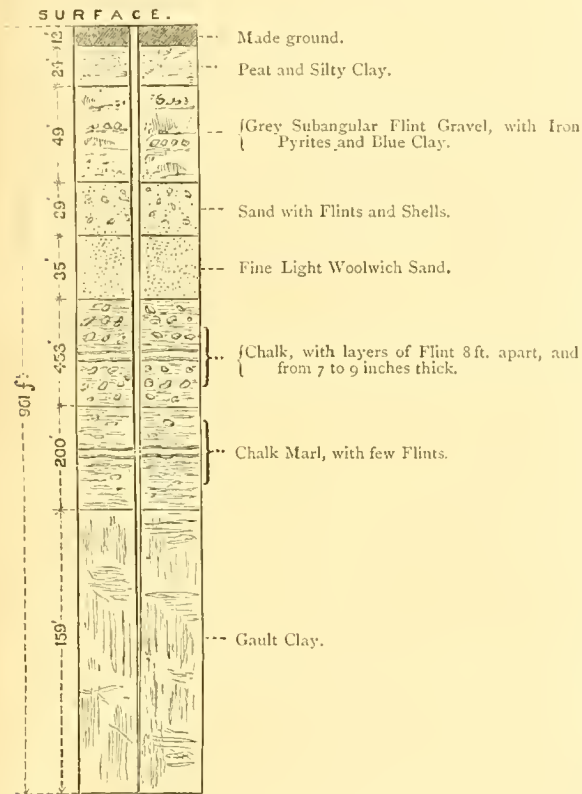 SURFACE.
12'
Made ground.
24'
Peat and Silty Clay.
49'
Grey Subangular Flint Gravel, with Iron
Pyrites and Blue Clay.
29'
Sand with Flints and Shells.
35'
Fine Light Woolwich Sand.
453'
Chalk, with layers of Flint 8 ft. apart, and
from 7 to 9 inches thick.
961 ft.
200'
Chalk Marl, with few Flints.
159'
Gault Clay.